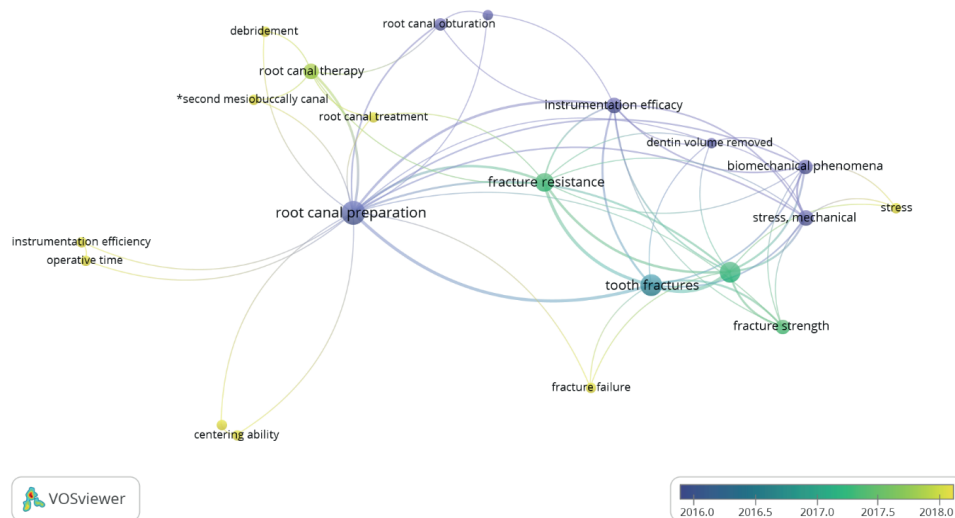 root canal obturation
debridement
root canal therapy
*second mesiobuccally canal
root canal treatment
instrumentation efficacy
dentin volume removed
biomechanical phenomena
fracture resistance
stress
root canal preparation
stress, mechanical
instrumentation efficiency
operative time
tooth fractures
fracture strength
fracture failure
centering ability
VOSviewer
2016.0 2016.5 2017.0 2017.5 2018.0